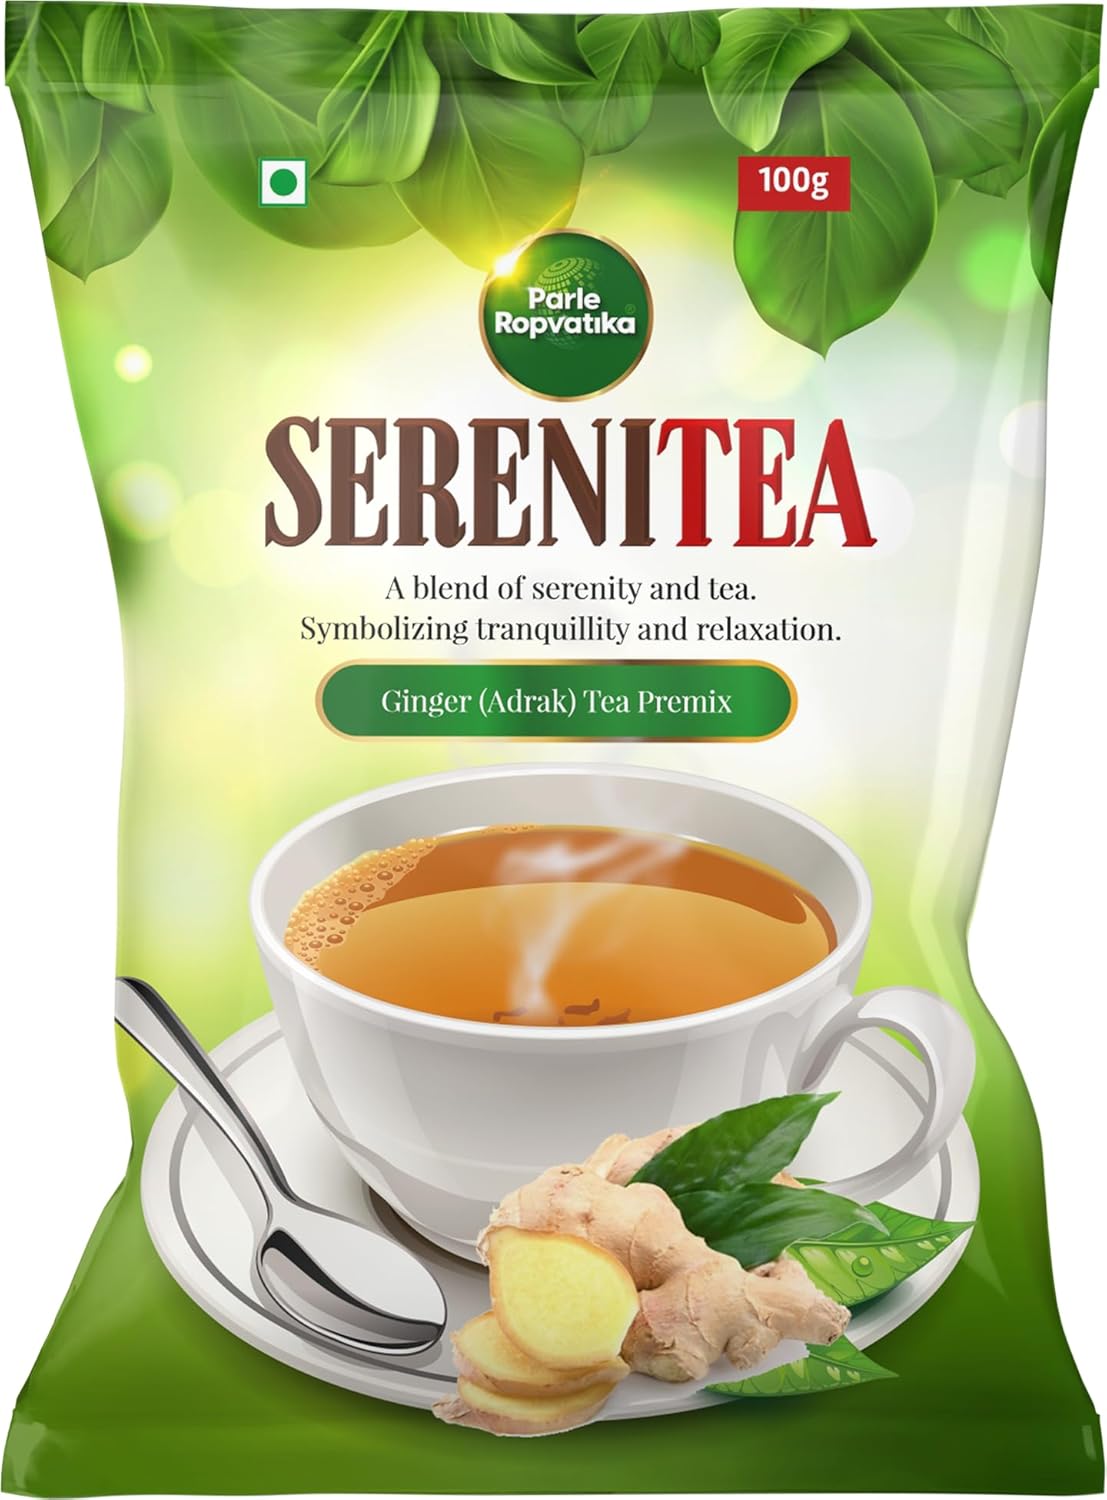 100g
Parle
Ropvatika®
SERENITEA
A blend of serenity and tea.
Symbolizing tranquillity and relaxation.
Ginger (Adrak) Tea Premix